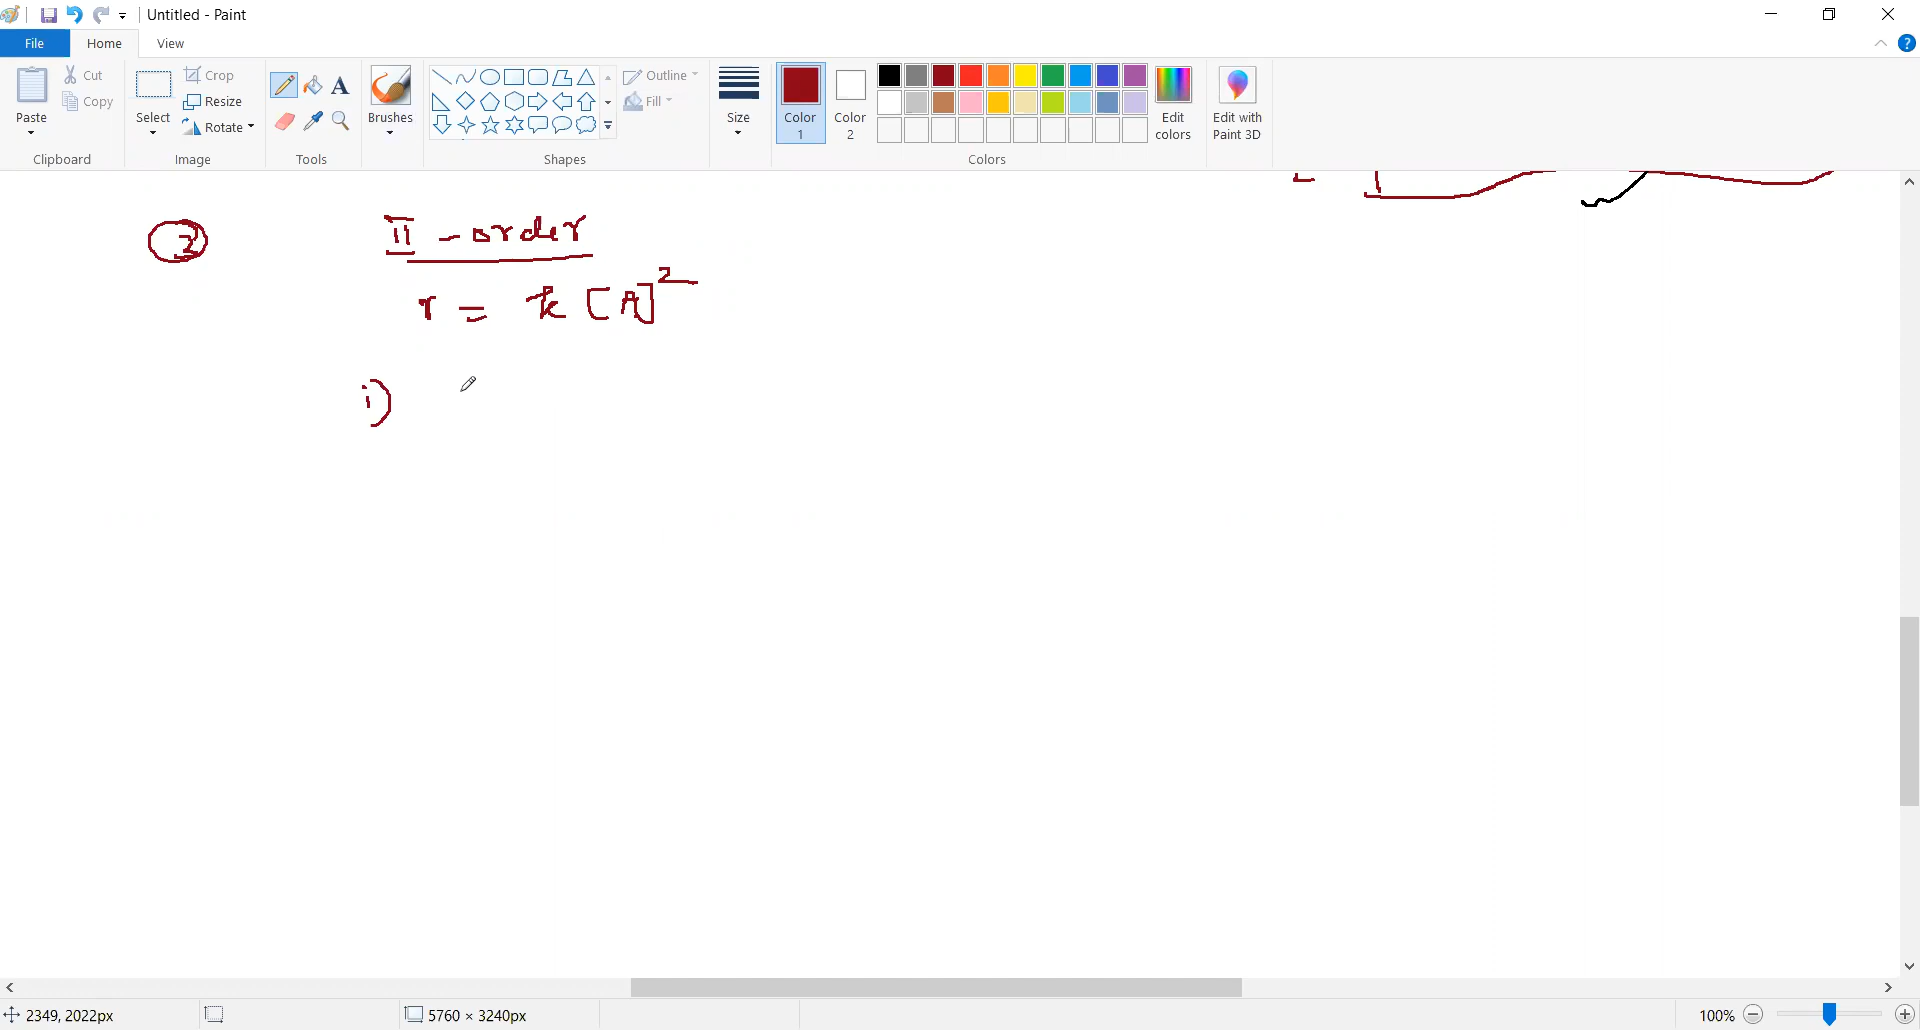 Untitled - Paint
File Home View
Paste
Cut
Copy
Clipboard
Select
Crop
Resize
Rotate
Image
Tools
Brushes
Outline
Fill
Shapes
Size
Color 1
Color 2
Edit colors
Edit with Paint 3D
Colors
2
II - order
r = k [A]²
i)
2349, 2022px
5760 × 3240px
100%